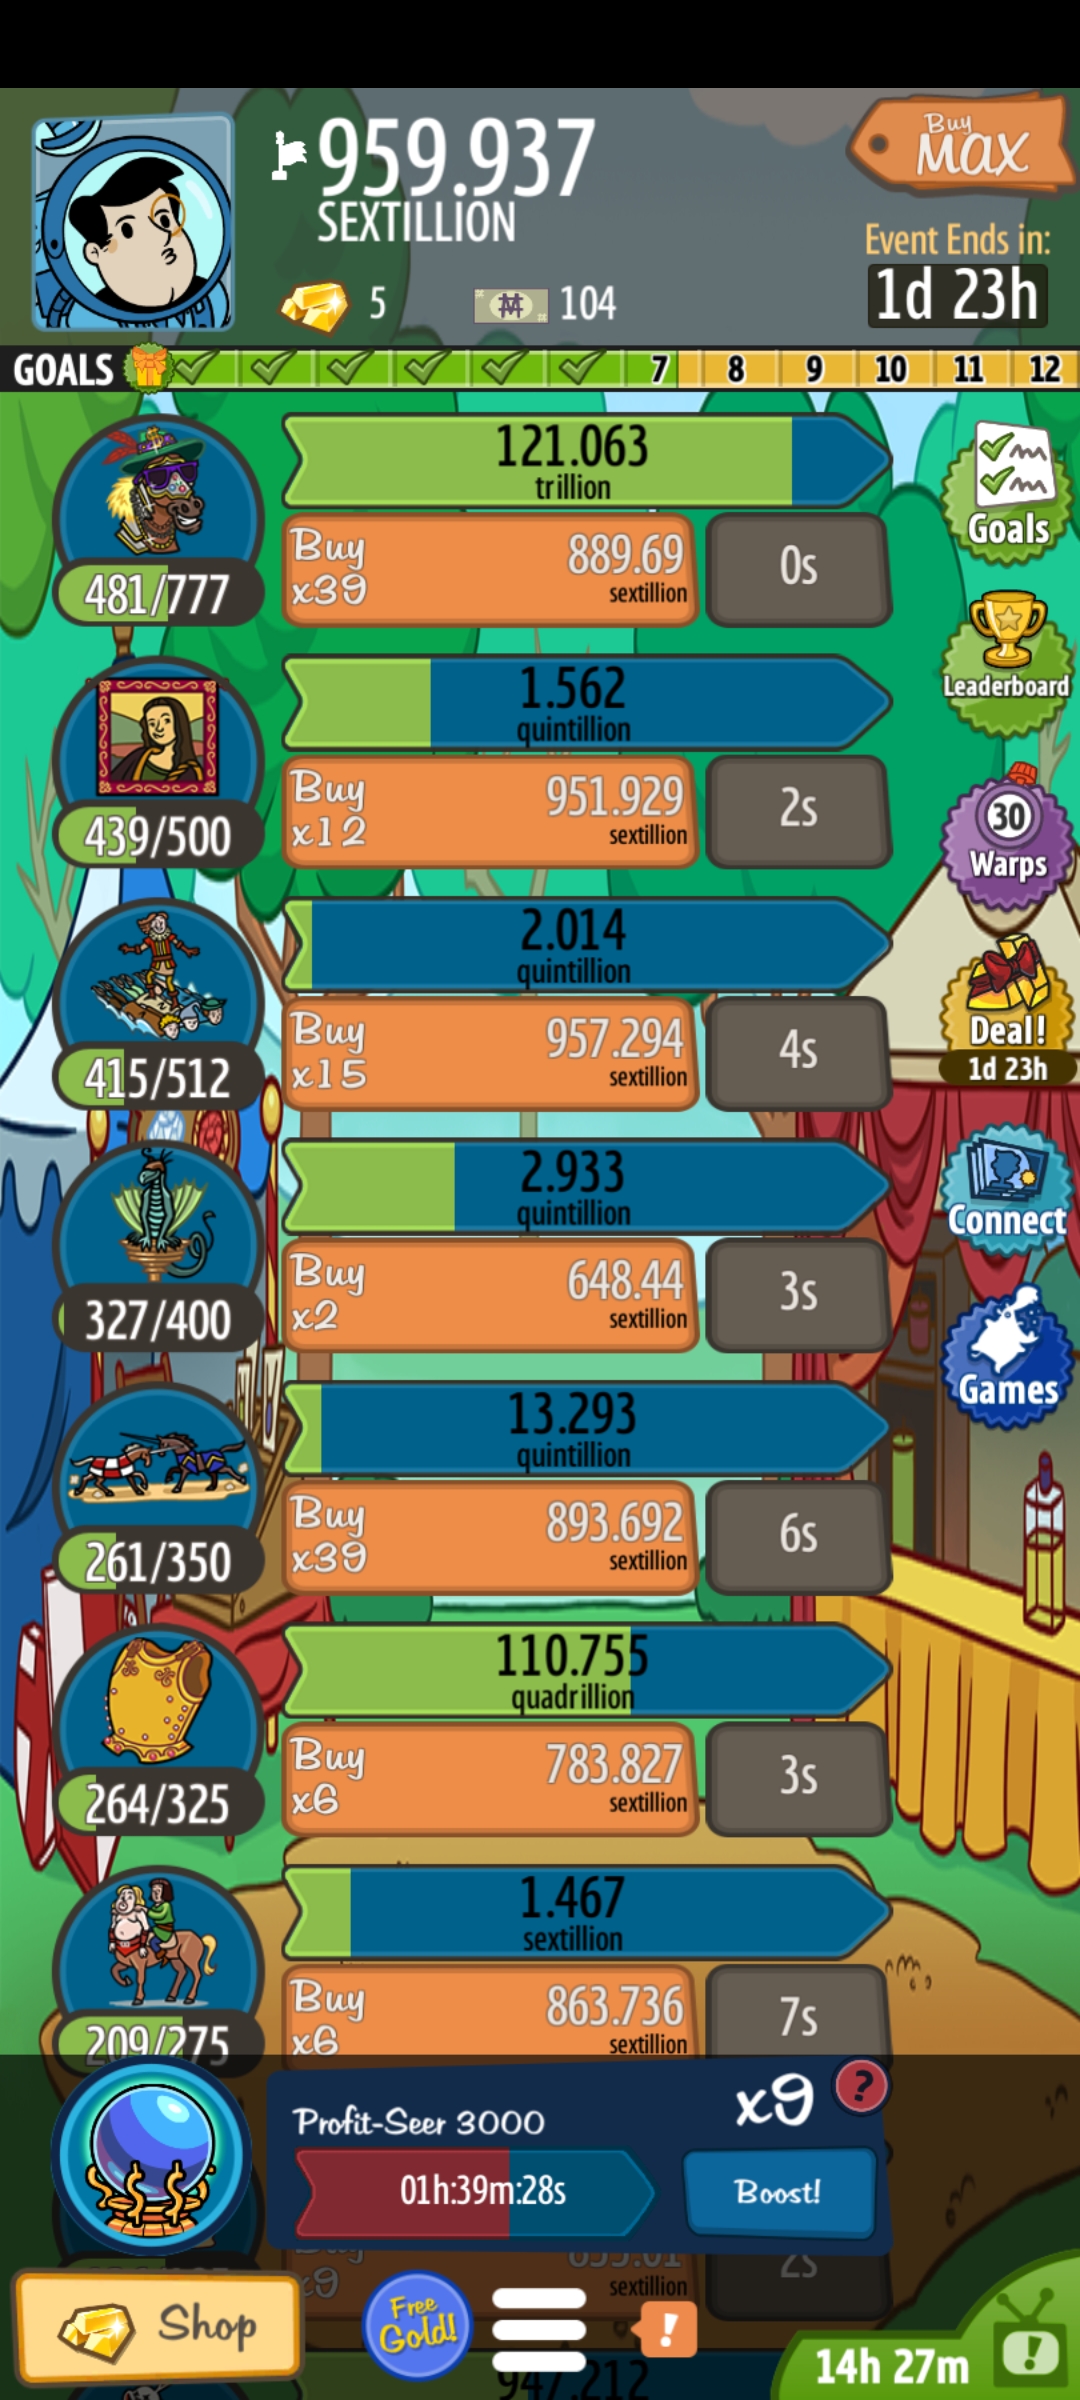 959.937
SEXTILLION
Buy
MAX
Event Ends in:
1d 23h
5
104
GOALS
7
8
9
10
11
12
121.063
trillion
Buy
x39
889.69
sextillion
0s
481/777
Goals
Leaderboard
1.562
quintillion
Buy
x12
951.929
sextillion
2s
439/500
30
Warps
2.014
quintillion
Buy
x15
957.294
sextillion
4s
415/512
Deal!
1d 23h
2.933
quintillion
Buy
x2
648.44
sextillion
3s
327/400
Connect
13.293
quintillion
Buy
x39
893.692
sextillion
6s
261/350
Games
110.755
quadrillion
Buy
x6
783.827
sextillion
3s
264/325
1.467
sextillion
Buy
x6
863.736
sextillion
7s
209/275
Profit-Seer 3000
x9
?
01h:39m:28s
Boost!
Buy
x9
sextillion
2s
Shop
Free
Gold!
!
14h 27m
!
947.212